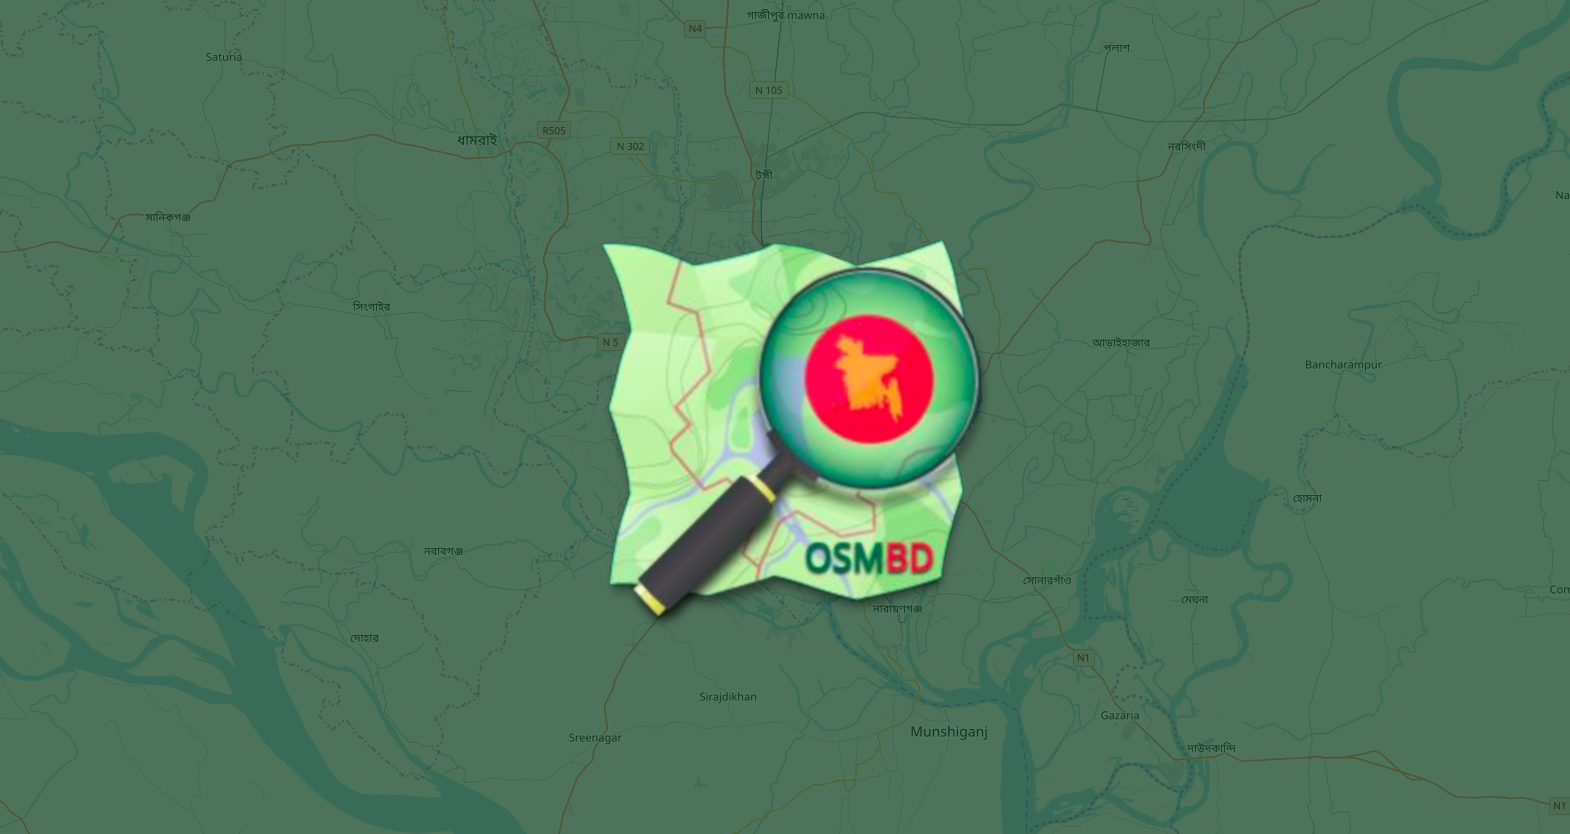 গাজীপুর mawna
N4
পলাশ
Saturia
N 105
R505
ধামরাই
N 302
নরসিংদী
টঙ্গী
Na
মানিকগঞ্জ
সিংগাইর
N 5
আড়াইহাজার
Bancharampur
হোমনা
নবাবগঞ্জ
OSMBD
সোনারগাঁও
Com
মেঘনা
নারায়ণগঞ্জ
দোহার
N1
Sirajdikhan
Gazaria
Munshiganj
Sreenagar
দাউদকান্দি
N1